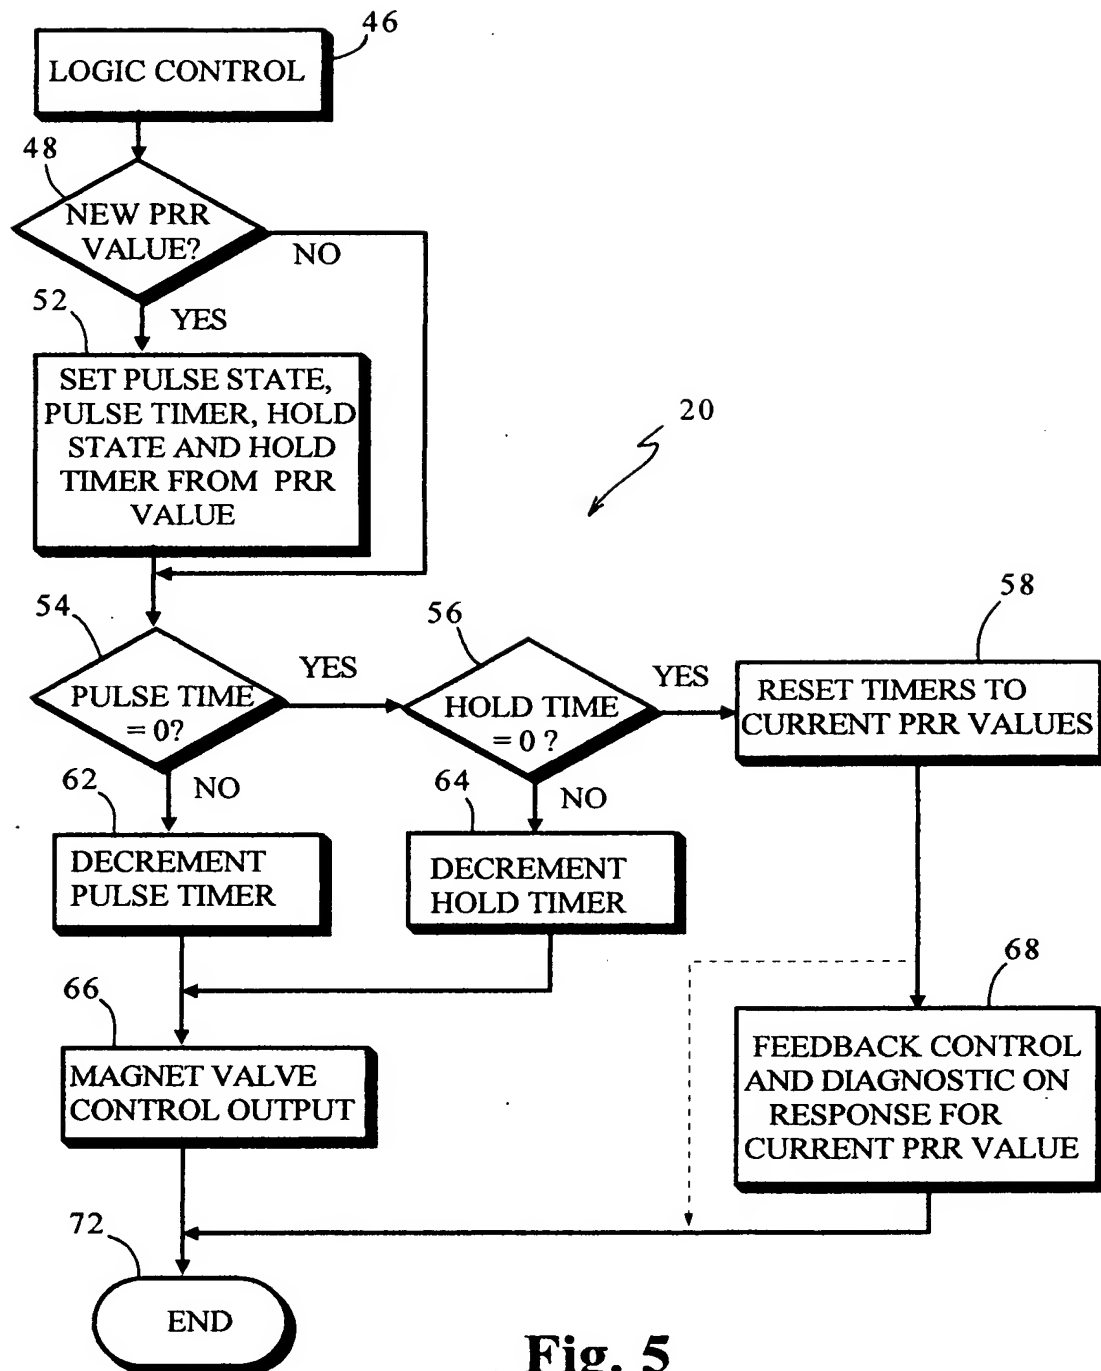 46
LOGIC CONTROL
48
NEW PRR
VALUE?
NO
YES
52
SET PULSE STATE,
PULSE TIMER, HOLD
STATE AND HOLD
TIMER FROM PRR
VALUE
20
54
PULSE TIME
= 0?
YES
56
HOLD TIME
= 0 ?
YES
58
RESET TIMERS TO
CURRENT PRR VALUES
NO
62
DECREMENT
PULSE TIMER
NO
64
DECREMENT
HOLD TIMER
66
MAGNET VALVE
CONTROL OUTPUT
68
FEEDBACK CONTROL
AND DIAGNOSTIC ON
RESPONSE FOR
CURRENT PRR VALUE
72
END
Fig. 5